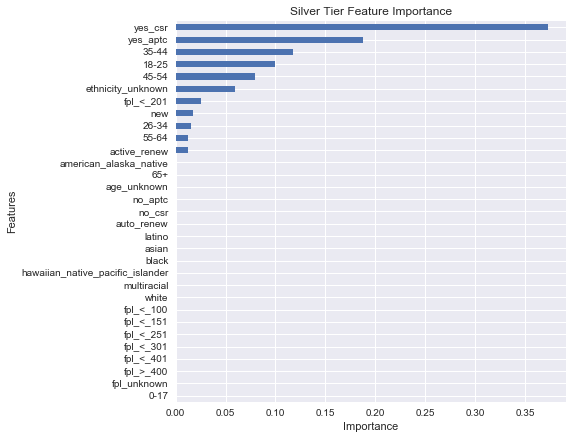 Silver Tier Feature Importance
yes_csr
yes_aptc
35-44
18-25
45-54
ethnicity_unknown
fpl_<_201
new
26-34
55-64
active_renew
american_alaska_native
65+
age_unknown
no_aptc
no_csr
auto_renew
latino
asian
black
hawaiian_native_pacific_islander
multiracial
white
fpl_<_100
fpl_<_151
fpl_<_251
fpl_<_301
fpl_<_401
fpl_>_400
fpl_unknown
0-17
Features
0.00 0.05 0.10 0.15 0.20 0.25 0.30 0.35
Importance